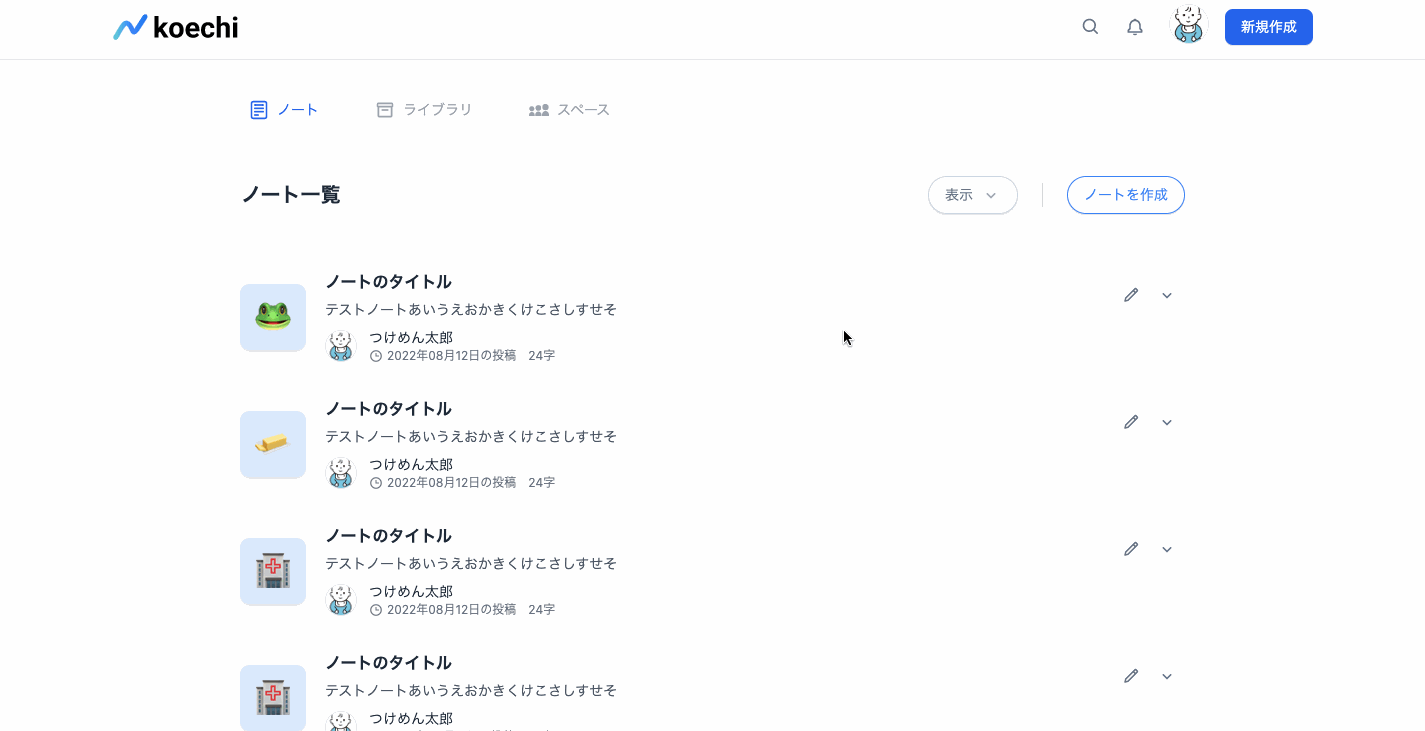 koechi
新規作成
ノート
ライブラリ
スペース
ノート一覧
表示
ノートを作成
ノートのタイトル
テストノートあいうえおかきくけこさしすせそ
つけめん太郎
2022年08月12日の投稿 24字
ノートのタイトル
テストノートあいうえおかきくけこさしすせそ
つけめん太郎
2022年08月12日の投稿 24字
ノートのタイトル
テストノートあいうえおかきくけこさしすせそ
つけめん太郎
2022年08月12日の投稿 24字
ノートのタイトル
テストノートあいうえおかきくけこさしすせそ
つけめん太郎